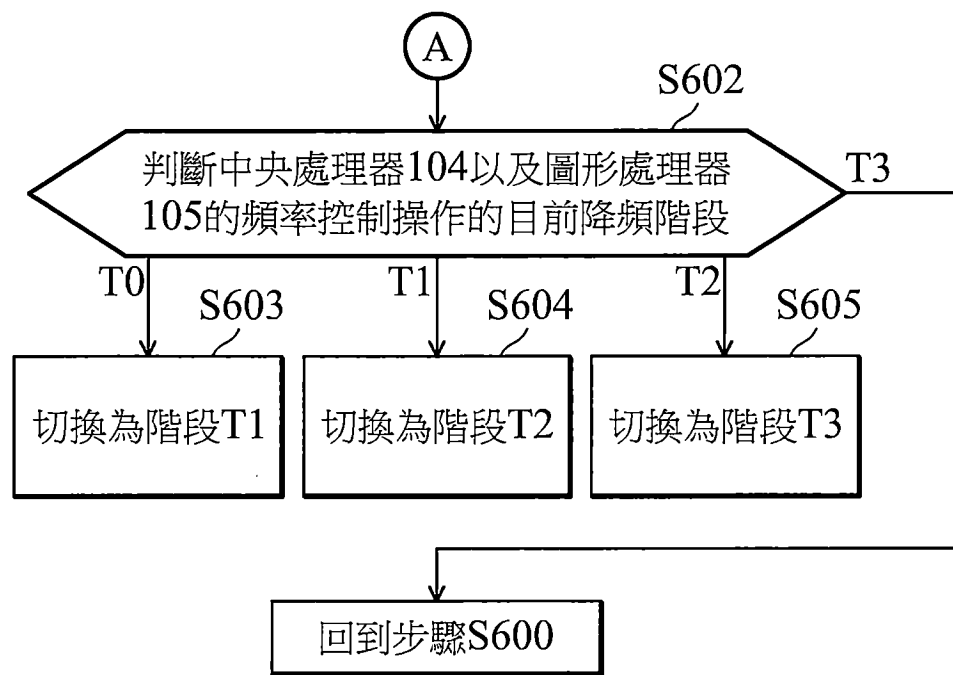 A
S602
判斷中央處理器104以及圖形處理器
105的頻率控制操作的目前降頻階段
T3
T0
T1
T2
S603
S604
S605
切換為階段T1
切換為階段T2
切換為階段T3
回到步驟S600